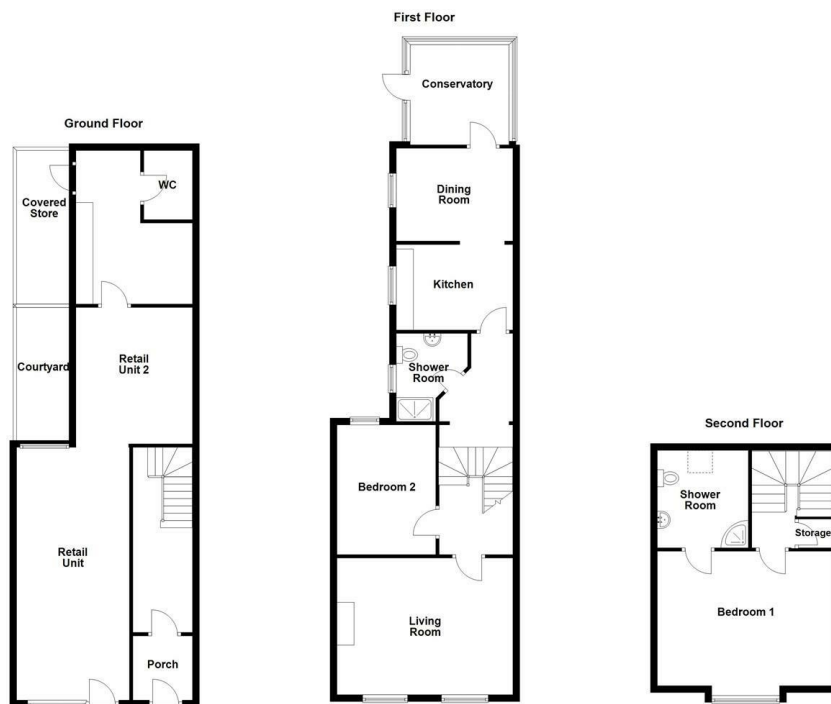 Ground Floor
Covered
Store
WC
Courtyard
Retail
Unit 2
Retail
Unit
Porch
First Floor
Conservatory
Dining
Room
Kitchen
Shower
Room
Bedroom 2
Living
Room
Second Floor
Shower
Room
Storage
Bedroom 1